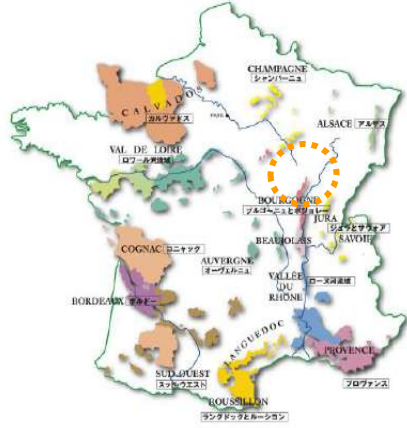 CHAMPAGNE
シャンパーニュ
CALVADOS
カルヴァドス
PARIS
ALSACE アルザス
VAL DE LOIRE
ロワール河流域
BOURGOGNE
ブルゴーニュとボジョレー
JURA
ジュラとサヴォア
SAVOIE
BEAUJOLAIS
COGNAC コニャック
AUVERGNE
オーヴェルニュ
VALLÉE
DU
RHÔNE
ローヌ河流域
BORDEAUX ボルドー
LANGUEDOC
PROVENCE
プロヴァンス
SUD OUEST
スッド・ウエスト
ROUSSILLON
ラングドックとルーション